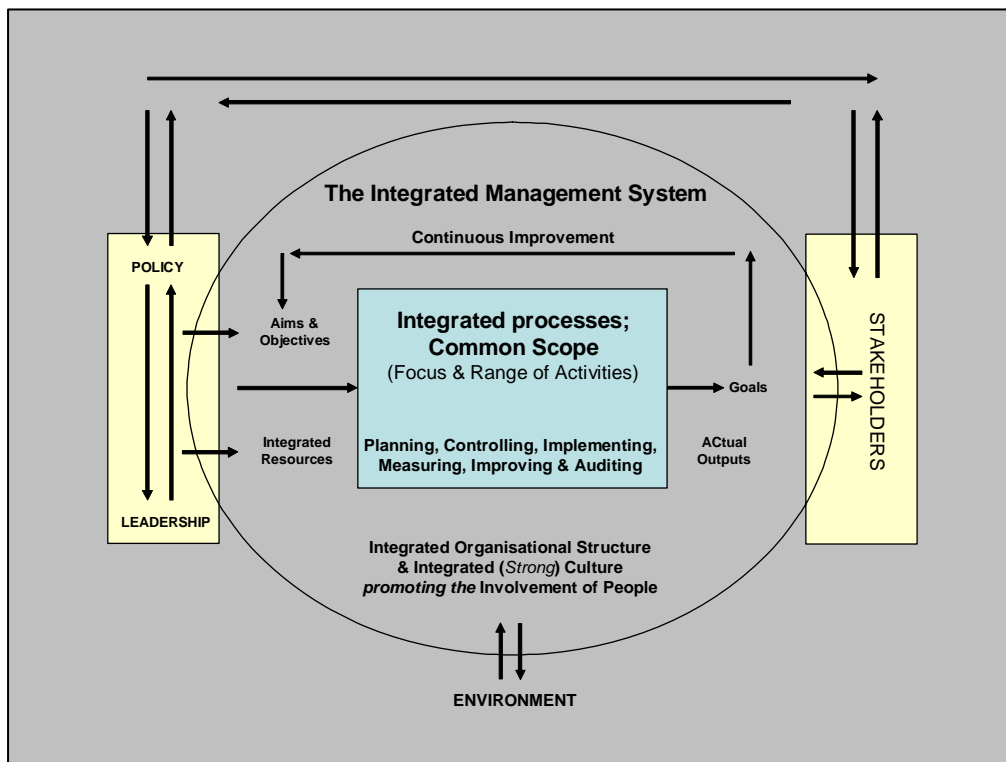 The Integrated Management System
Continuous Improvement
POLICY
Aims &
Objectives
Integrated processes;
Common Scope
(Focus & Range of Activities)
Goals
STAKEHOLDERS
Integrated
Resources
Planning, Controlling, Implementing,
Measuring, Improving & Auditing
ACtual
Outputs
LEADERSHIP
Integrated Organisational Structure
& Integrated (Strong) Culture
promoting the Involvement of People
ENVIRONMENT